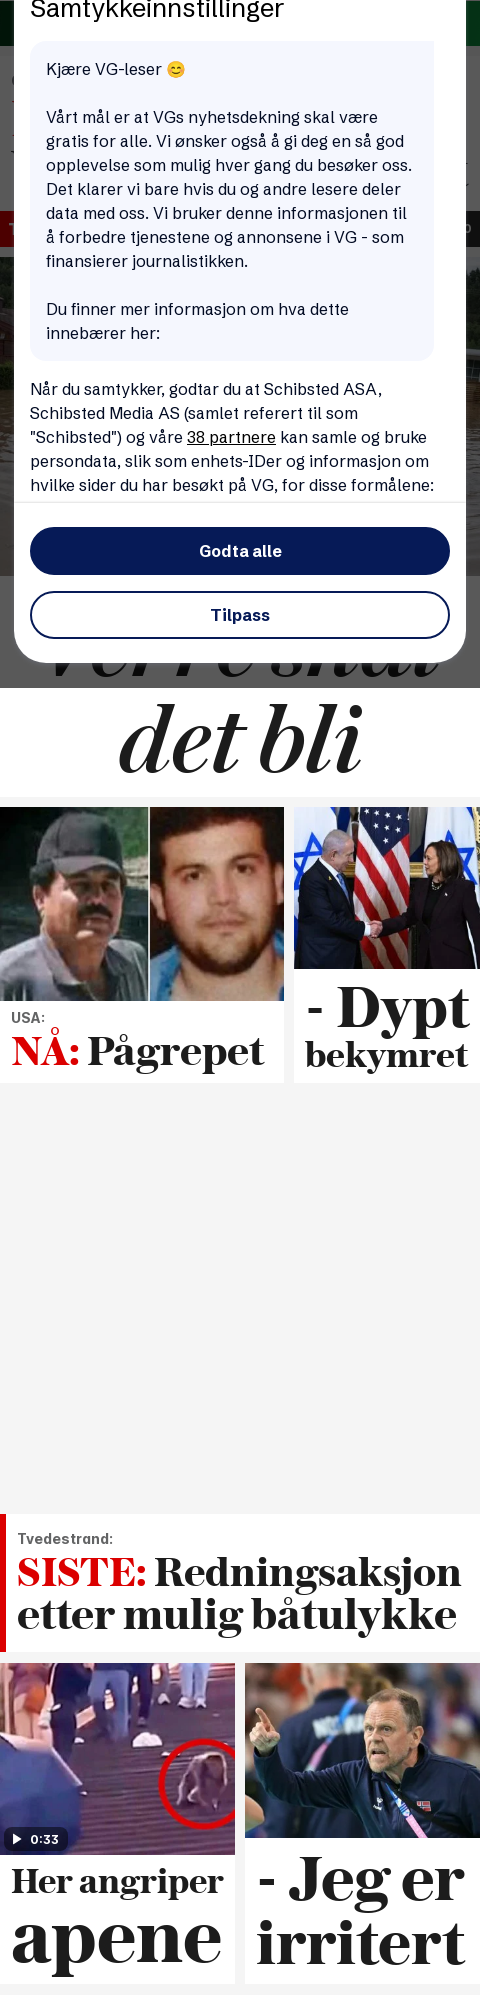 Samtykkeinnstillinger
Kjære VG-leser 😊
Vårt mål er at VGs nyhetsdekning skal være
gratis for alle. Vi ønsker også å gi deg en så god
opplevelse som mulig hver gang du besøker oss.
Det klarer vi bare hvis du og andre lesere deler
data med oss. Vi bruker denne informasjonen til
å forbedre tjenestene og annonsene i VG - som
finansierer journalistikken.
Du finner mer informasjon om hva dette
innebærer her:
Når du samtykker, godtar du at Schibsted ASA,
Schibsted Media AS (samlet referert til som
"Schibsted") og våre 38 partnere kan samle og bruke
persondata, slik som enhets-IDer og informasjon om
hvilke sider du har besøkt på VG, for disse formålene:
Godta alle
Tilpass
det bli
USA:
NÅ: Pågrepet
- Dypt
bekymret
Tvedestrand:
SISTE: Redningsaksjon
etter mulig båtulykke
0:33
Her angriper
apene
- Jeg er
irritert